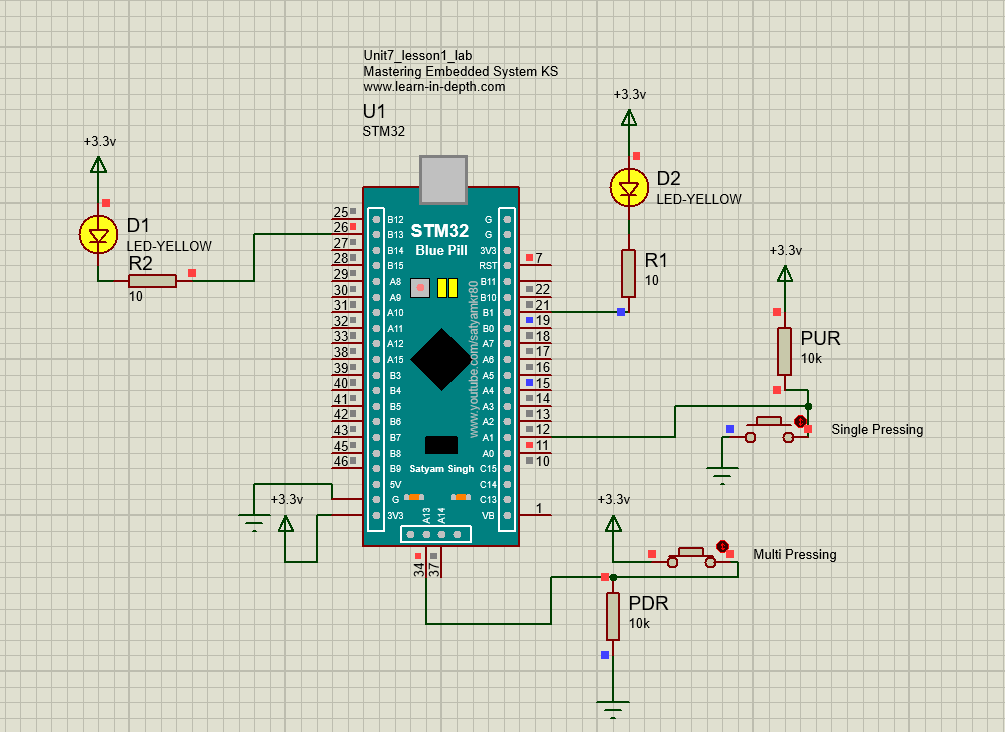 Unit7_lesson1_lab
Mastering Embedded System KS
www.learn-in-depth.com
U1
STM32
+3.3v
D1
LED-YELLOW
R2
10
+3.3v
D2
LED-YELLOW
R1
10
+3.3v
PUR
10k
Single Pressing
STM32
Blue Pill
www.youtube.com/satyamkr80
Satyam Singh
25 B12
26 B13
27 B14
28 B15
29 A8
30 A9
31 A10
32 A11
33 A12
38 A15
39 B3
40 B4
41 B5
42 B6
43 B7
45 B8
46 B9
5V
G
3V3
G
G
3V3
RST 7
B11
B10 22
B1 21
B0 19
A7 18
A6 17
A5 16
A4 15
A3 14
A2 13
A1 12
A0 11
C15 10
C14
C13
VB 1
A13
A14
34
37
+3.3v
+3.3v
Multi Pressing
PDR
10k